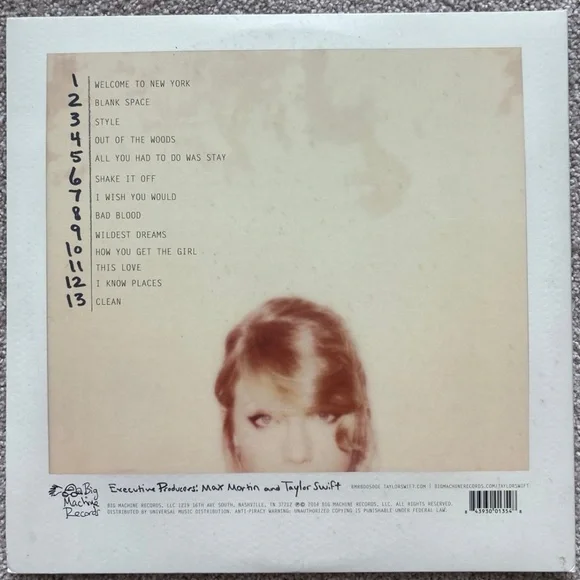 1 WELCOME TO NEW YORK
2 BLANK SPACE
3 STYLE
4 OUT OF THE WOODS
5 ALL YOU HAD TO DO WAS STAY
6 SHAKE IT OFF
7 I WISH YOU WOULD
8 BAD BLOOD
9 WILDEST DREAMS
10 HOW YOU GET THE GIRL
11 THIS LOVE
12 I KNOW PLACES
13 CLEAN
Big Machine Records
Executive Producers: Max Martin and Taylor Swift
TAYLORSWIFT.COM | BIGMACHINERECORDS.COM/TAYLORSWIFT
BIG MACHINE RECORDS, LLC 1219 16TH AVE SOUTH, NASHVILLE, TN 37212 ℗© 2014 BIG MACHINE RECORDS, LLC. ALL RIGHTS RESERVED.
DISTRIBUTED BY UNIVERSAL MUSIC DISTRIBUTION. ANTI-PIRACY WARNING: UNAUTHORIZED COPYING IS PUNISHABLE UNDER FEDERAL LAW.
8 43930 01354 8